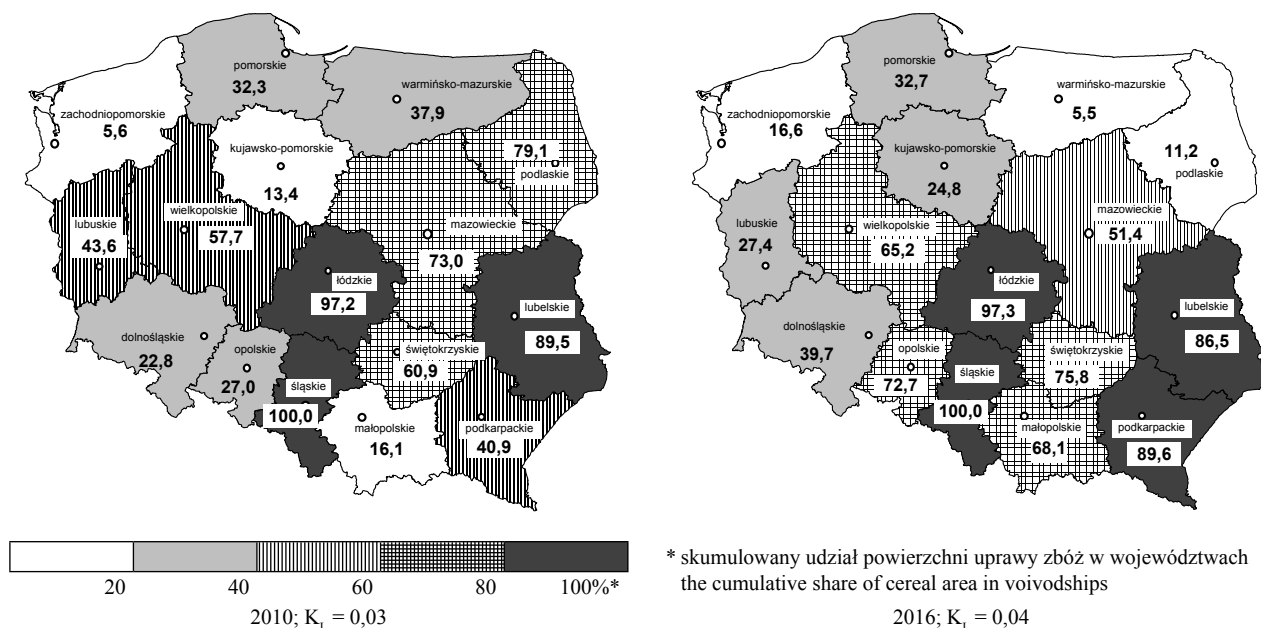 pomorskie
32,3
warmińsko-mazurskie
37,9
zachodniopomorskie
5,6
kujawsko-pomorskie
13,4
79,1
podlaskie
lubuskie
43,6
wielkopolskie
57,7
mazowieckie
73,0
łódzkie
97,2
lubelskie
89,5
dolnośląskie
22,8
opolskie
27,0
śląskie
100,0
świętokrzyskie
60,9
małopolskie
16,1
podkarpackie
40,9
pomorskie
32,7
warmińsko-mazurskie
5,5
zachodniopomorskie
16,6
kujawsko-pomorskie
24,8
11,2
podlaskie
lubuskie
27,4
wielkopolskie
65,2
mazowieckie
51,4
łódzkie
97,3
lubelskie
86,5
dolnośląskie
39,7
opolskie
72,7
śląskie
100,0
świętokrzyskie
75,8
małopolskie
68,1
podkarpackie
89,6
20 40 60 80 100%*
2010; K_L = 0,03
* skumulowany udział powierzchni uprawy zbóż w województwach
the cumulative share of cereal area in voivodships
2016; K_L = 0,04